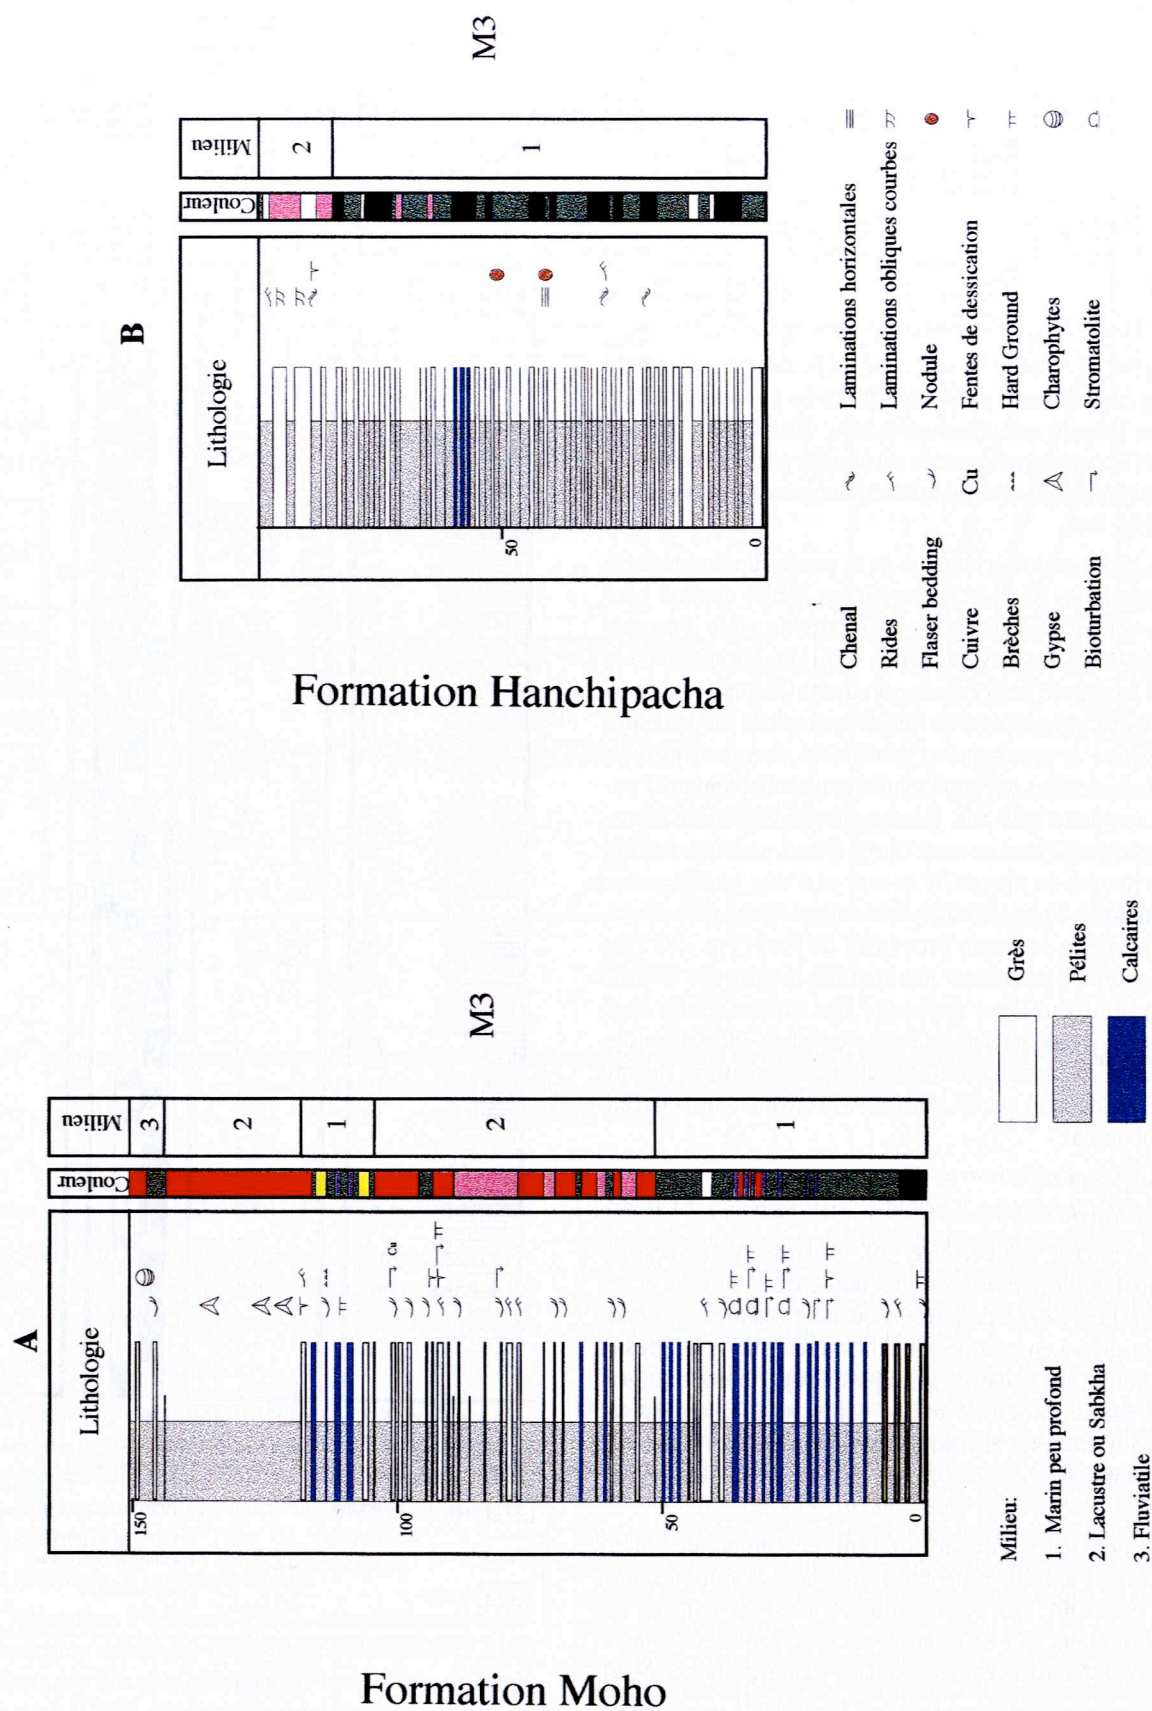 A
Lithologie
Couleur
Milieu
150
100
50
0
Cu
3
2
1
2
1
M3
Formation Moho
Milieu:
1. Marin peu profond
2. Lacustre ou Sabkha
3. Fluviatile
Grès
Pélites
Calcaires
B
Lithologie
Couleur
Milieu
50
0
2
1
M3
Formation Hanchipacha
Chenal
Rides
Flaser bedding
Cuivre Cu
Brèches
Gypse
Bioturbation
Laminations horizontales
Laminations obliques courbes
Nodule
Fentes de dessication
Hard Ground
Charophytes
Stromatolite